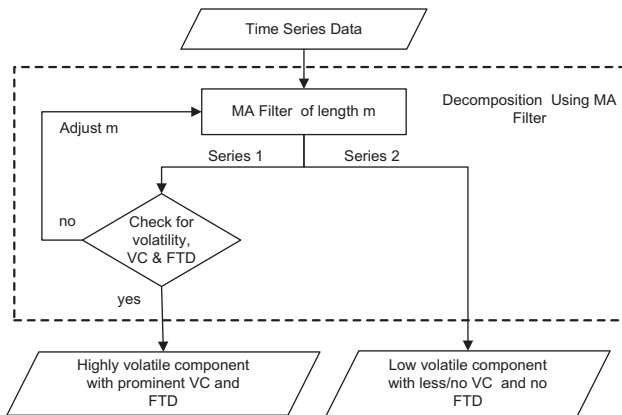 Time Series Data
MA Filter of length m
Decomposition Using MA
Filter
Adjust m
Series 1
Series 2
no
Check for
volatility,
VC & FTD
yes
Highly volatile component
with prominent VC and
FTD
Low volatile component
with less/no VC and no
FTD